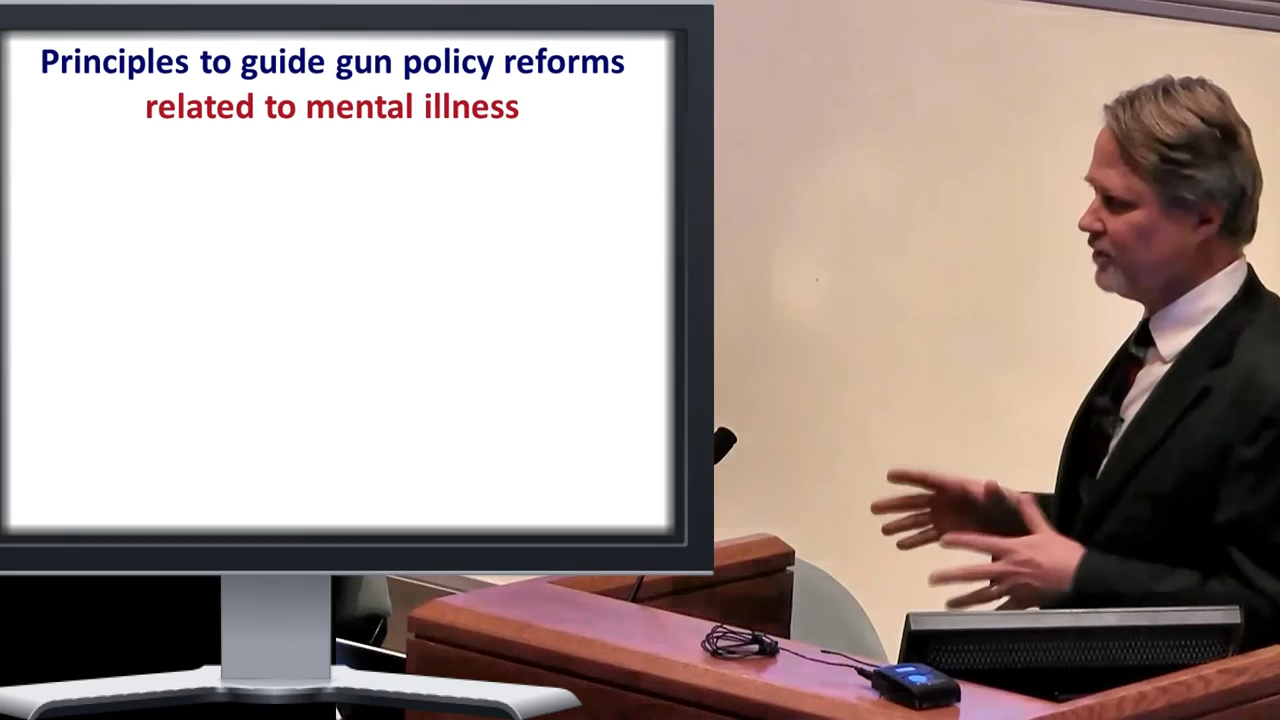 Principles to guide gun policy reforms
related to mental illness